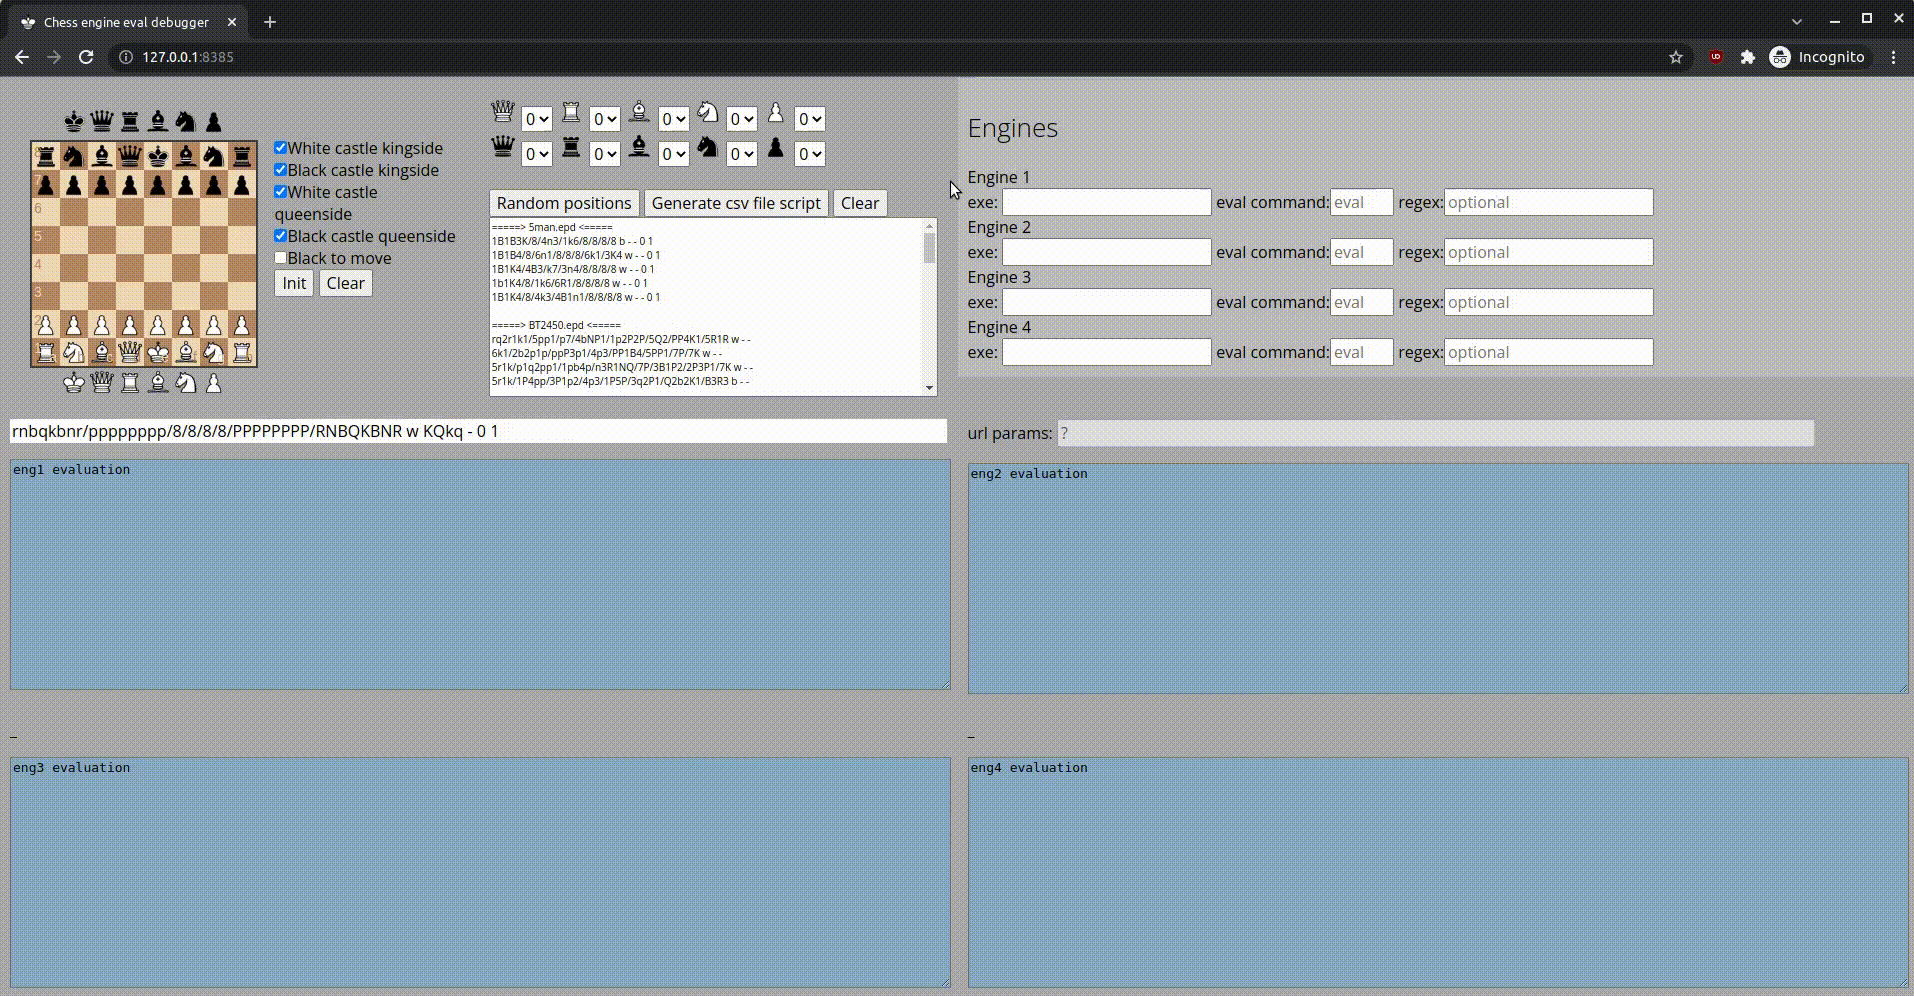 Chess engine eval debugger
127.0.0.1:8385
Incognito
8
7
6
5
4
3
2
White castle kingside
Black castle kingside
White castle
queenside
Black castle queenside
Black to move
Init Clear
0 0 0 0 0
0 0 0 0 0
Random positions Generate csv file script Clear
=====> 5man.epd <=====
1B1B3K/8/4n3/1k6/8/8/8/8 b - - 0 1
1B1B4/8/6n1/8/8/8/6k1/3K4 w - - 0 1
1B1K4/4B3/k7/3n4/8/8/8/8 w - - 0 1
1b1K4/8/1k6/6R1/8/8/8/8 w - - 0 1
1B1K4/8/4k3/4B1n1/8/8/8/8 w - - 0 1
=====> BT2450.epd <=====
rq2r1k1/5pp1/p7/4bNP1/1p2P2P/5Q2/PP4K1/5R1R w - -
6k1/2b2p1p/ppP3p1/4p3/PP1B4/5PP1/7P/7K w - -
5r1k/p1q2pp1/1pb4p/n3R1NQ/7P/3B1P2/2P3P1/7K w - -
5r1k/1P4pp/3P1p2/4p3/1P5P/3q2P1/Q2b2K1/B3R3 b - -
Engines
Engine 1
exe: eval command: eval regex: optional
Engine 2
exe: eval command: eval regex: optional
Engine 3
exe: eval command: eval regex: optional
Engine 4
exe: eval command: eval regex: optional
rnbqkbnr/pppppppp/8/8/8/8/PPPPPPPP/RNBQKBNR w KQkq - 0 1
url params: ?
eng1 evaluation
eng2 evaluation
_
_
eng3 evaluation
eng4 evaluation